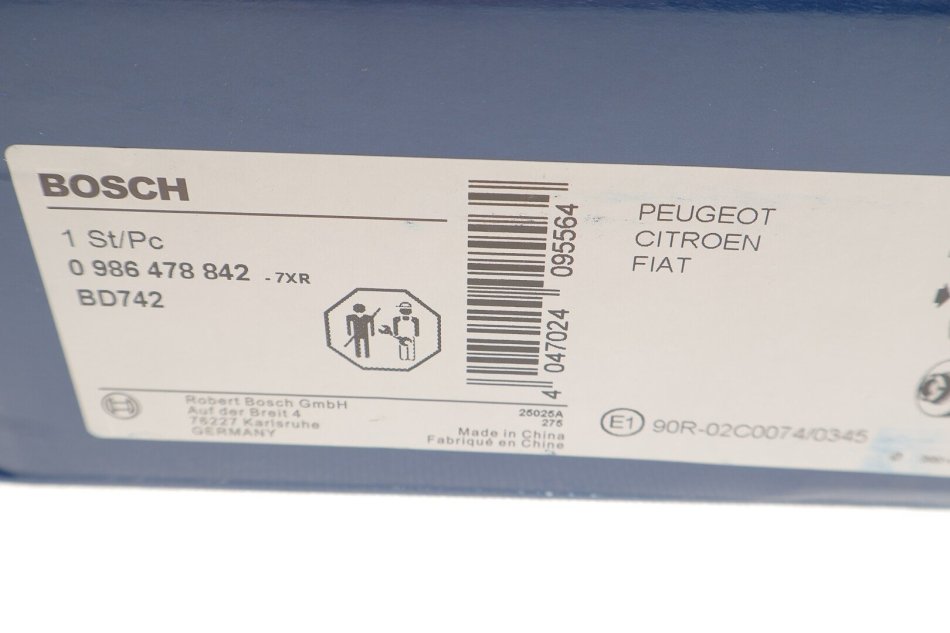 BOSCH
1 St/Pc
0 986 478 842 -7XR
BD742
Robert Bosch GmbH
Auf der Breit 4
76227 Karlsruhe
GERMANY
26025A
275
Made in China
Fabriqué en Chine
4 047024 095564
PEUGEOT
CITROEN
FIAT
E1 90R-02C0074/0345